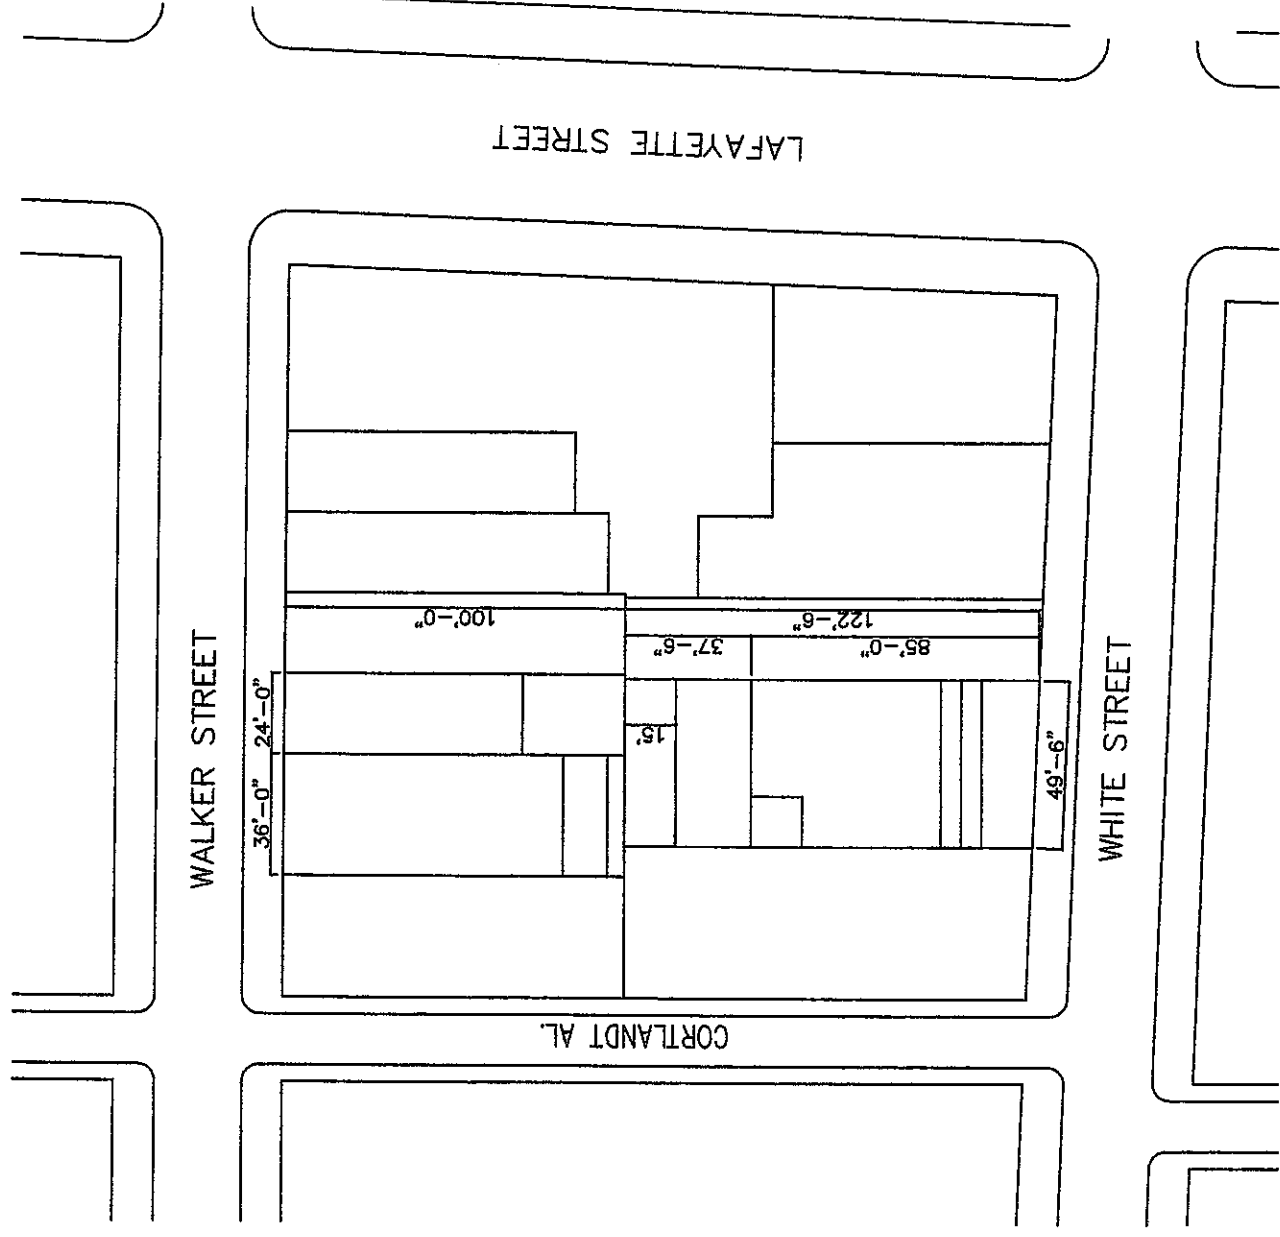 LAFAYETTE STREET
100'-0"
122'-6"
37'-6"
85'-0"
15'
WALKER STREET
24'-0"
36'-0"
49'-6"
WHITE STREET
CORTLANDT AL.